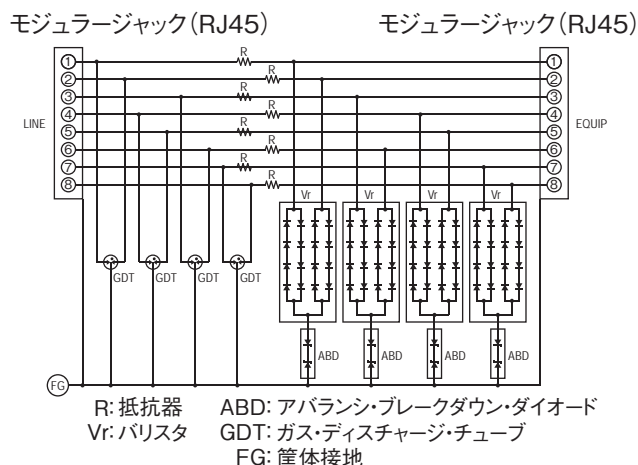 モジュラージャック(RJ45) モジュラージャック(RJ45)
LINE
EQUIP
① R ①
② R ②
③ R ③
④ R ④
⑤ R ⑤
⑥ R ⑥
⑦ R ⑦
⑧ R ⑧
Vr Vr Vr Vr
GDT GDT GDT GDT
ABD ABD ABD ABD
FG
R: 抵抗器 ABD: アバランシ・ブレークダウン・ダイオード
Vr: バリスタ GDT: ガス・ディスチャージ・チューブ
FG: 筐体接地